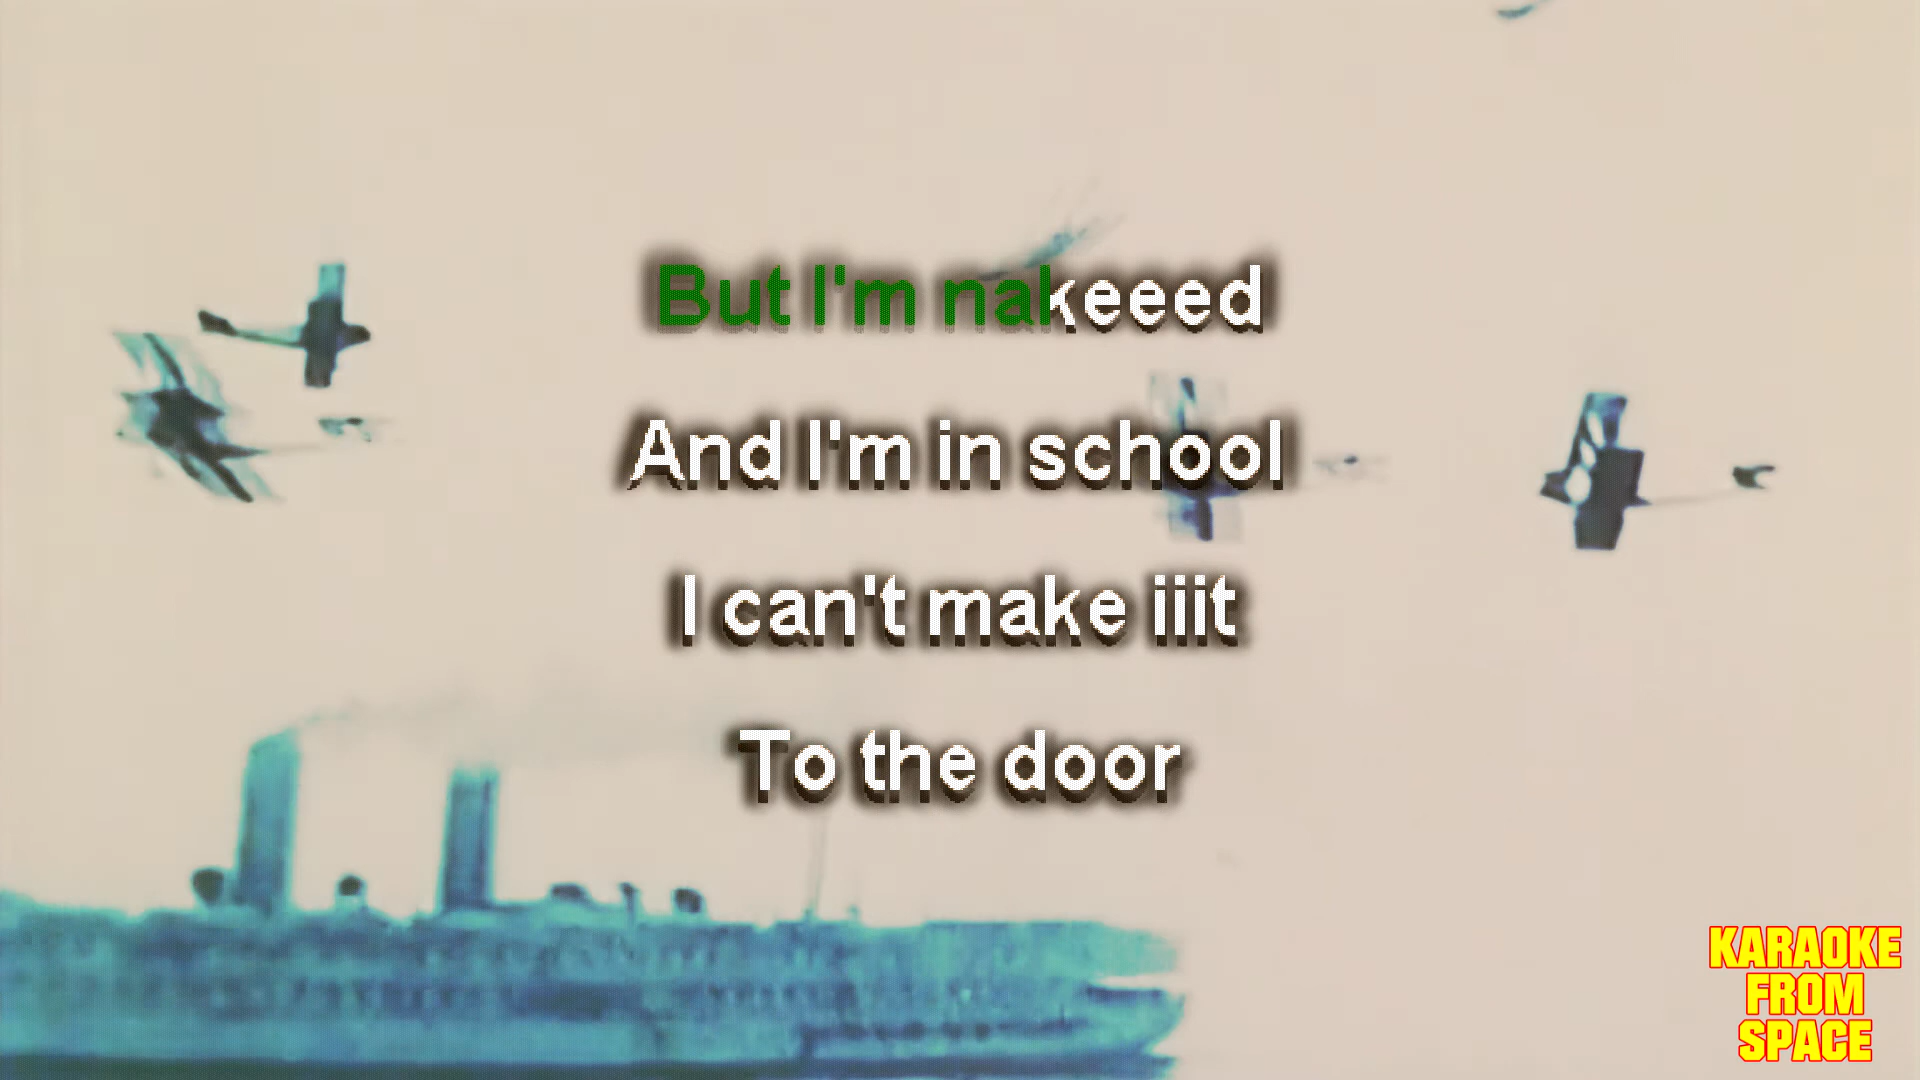 But I'm nakeeed
And I'm in school
I can't make iiit
To the door
KARAOKE
FROM
SPACE